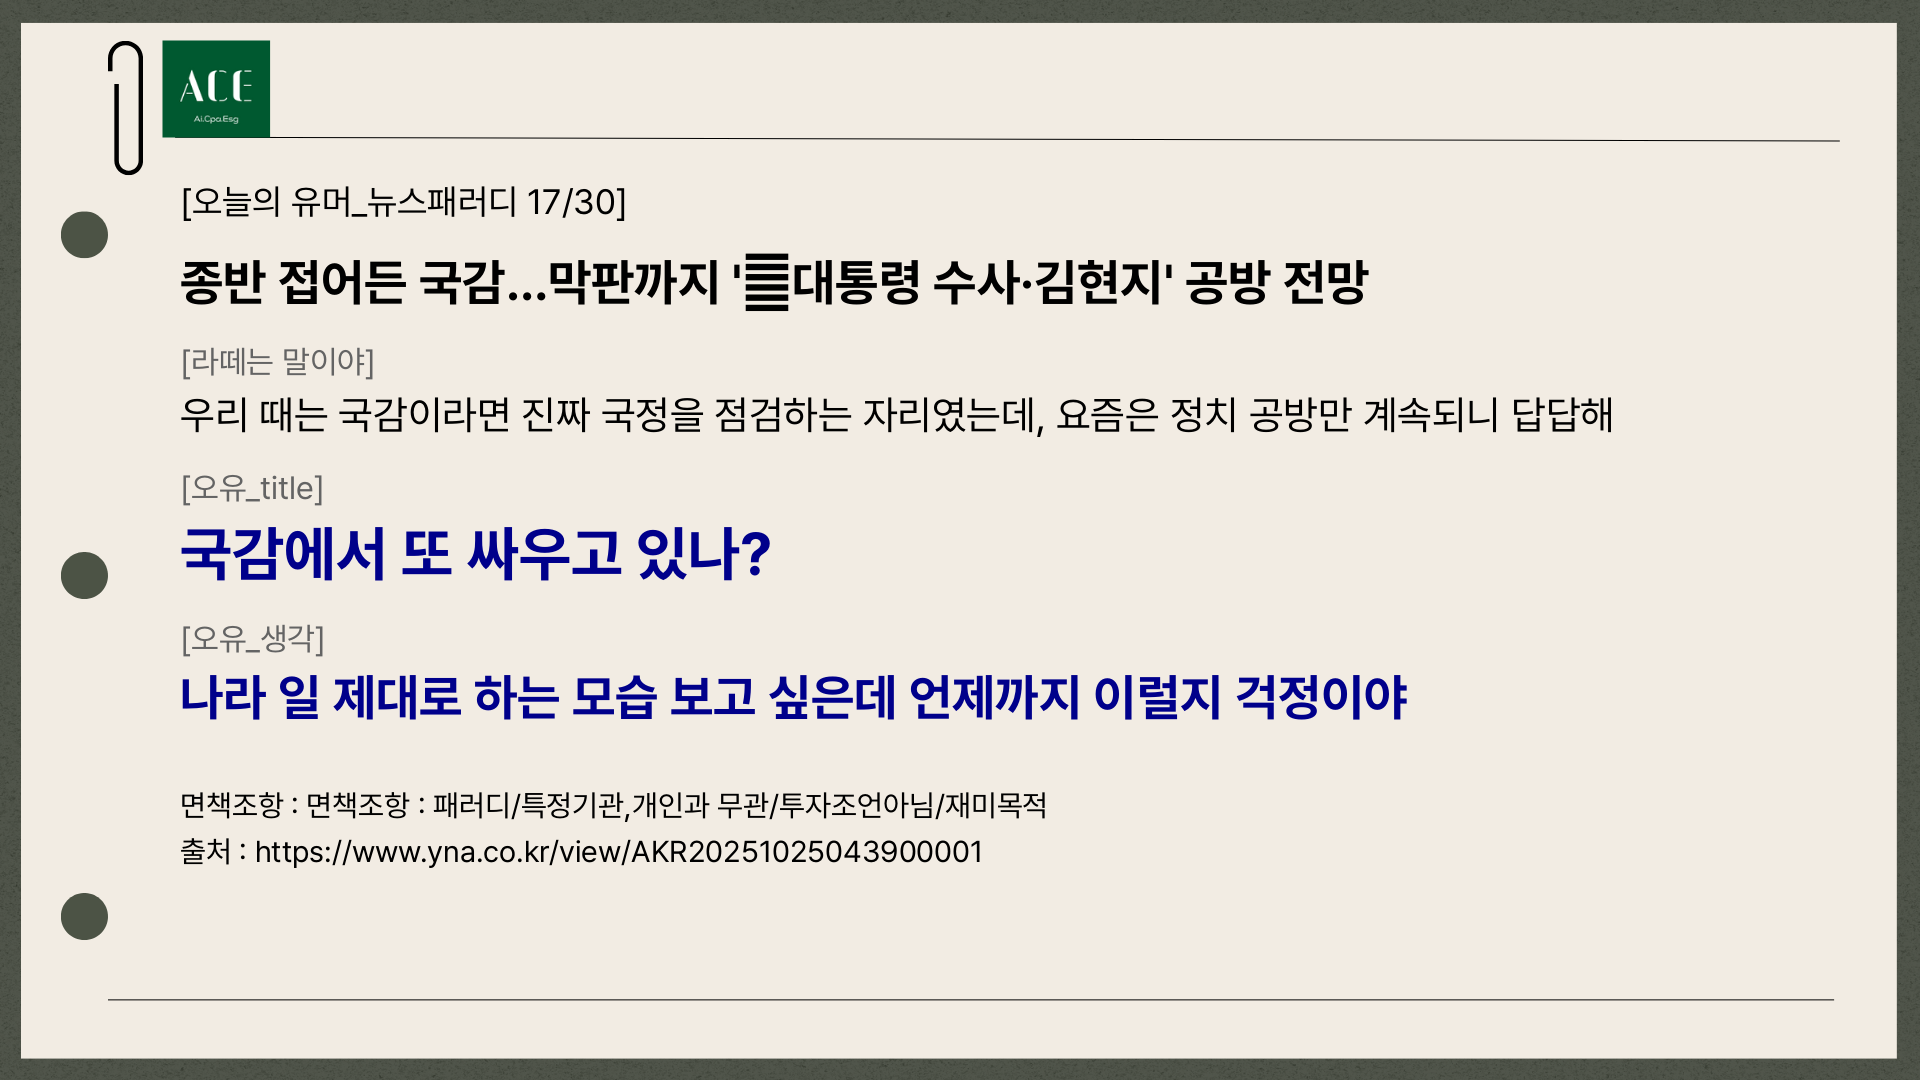 ACE
Ai.Cpa.Esg
[오늘의 유머_뉴스패러디 17/30]
종반 접어든 국감...막판까지 '대통령 수사·김현지' 공방 전망
[라떼는 말이야]
우리 때는 국감이라면 진짜 국정을 점검하는 자리였는데, 요즘은 정치 공방만 계속되니 답답해
[오유_title]
국감에서 또 싸우고 있나?
[오유_생각]
나라 일 제대로 하는 모습 보고 싶은데 언제까지 이럴지 걱정이야
면책조항 : 면책조항 : 패러디/특정기관,개인과 무관/투자조언아님/재미목적
출처 : https://www.yna.co.kr/view/AKR20251025043900001